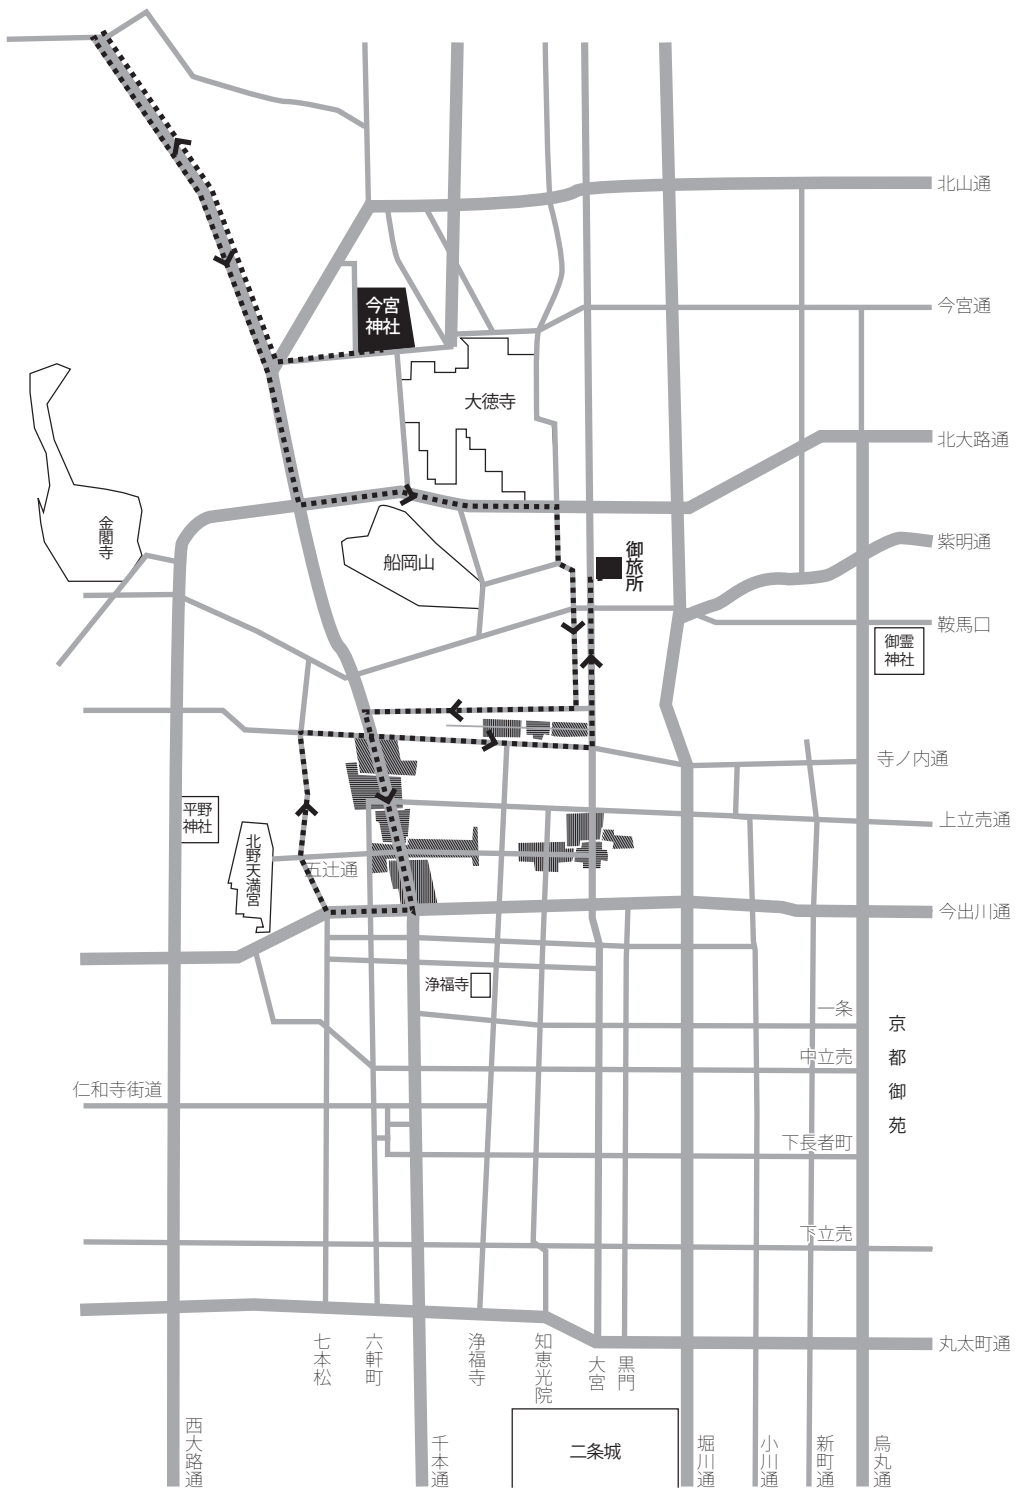 北山通
今宮
神社
今宮通
大徳寺
北大路通
金閣寺
紫明通
御旅所
船岡山
鞍馬口
御霊
神社
寺ノ内通
平野
神社
上立売通
北野天満宮
五辻通
今出川通
浄福寺
一条
京都御苑
中立売
仁和寺街道
下長者町
下立売
丸太町通
七本松
六軒町
浄福寺
知恵光院
大宮
黒門
西大路通
千本通
二条城
堀川通
小川通
新町通
烏丸通